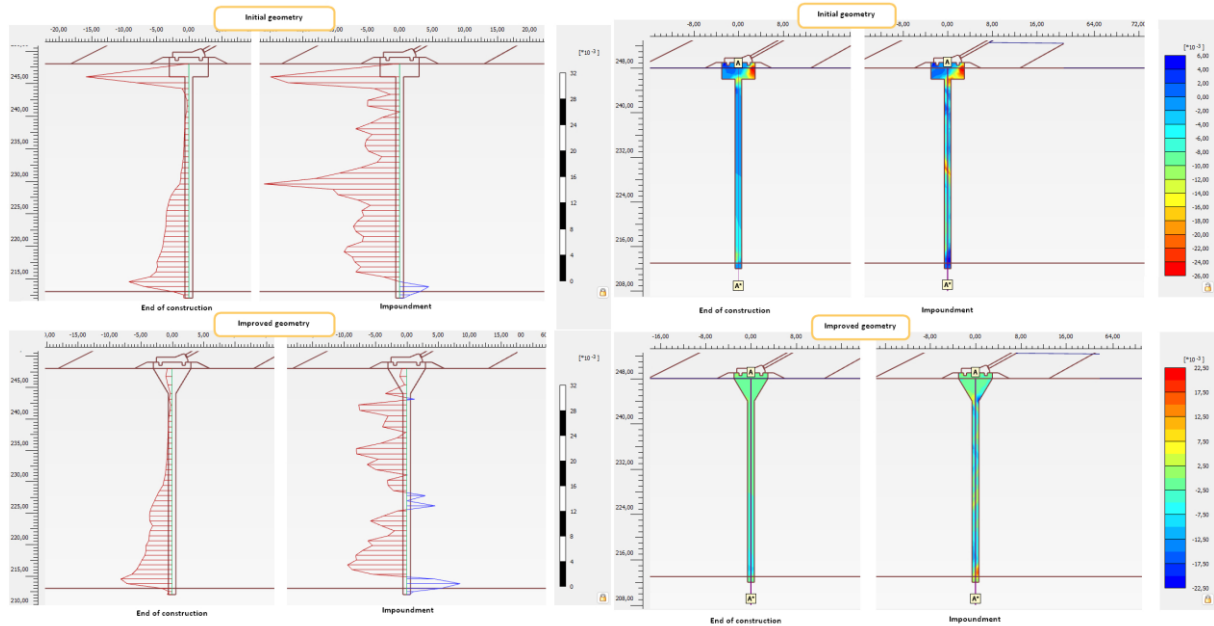 Initial geometry
-20,00 -15,00 -10,00 -5,00 0,00 5,00
-20,00 -15,00 -10,00 -5,00 0,00 5,00 10,00 15,00 20,00
[*10 -3]
245,00
240,00
235,00
230,00
225,00
220,00
215,00
32
28
24
20
16
12
8
4
0
End of construction
Impoundment
Initial geometry
-8,00 0,00 8,00
-8,00 0,00 8,00 16,00 56,00 64,00 72,00
[*10 -3]
248,00
240,00
232,00
224,00
216,00
208,00
A
A*
A
A*
6,00
4,00
2,00
0,00
-2,00
-4,00
-6,00
-8,00
-10,00
-12,00
-14,00
-16,00
-18,00
-20,00
-22,00
-24,00
-26,00
End of construction
Impoundment
Improved geometry
-5,00 0,00 5,00
-10,00 -5,00 0,00 5,00 10,00
[*10 -3]
245,00
240,00
235,00
230,00
225,00
220,00
215,00
210,00
32
28
24
20
16
12
8
4
0
End of construction
Impoundment
Improved geometry
-16,00 -8,00 0,00 8,00
-8,00 0,00 8,00 16,00 56,00 64,00
[*10 -3]
248,00
240,00
232,00
224,00
216,00
208,00
A
A*
A
A*
22,50
17,50
12,50
7,50
2,50
-2,50
-7,50
-12,50
-17,50
-22,50
End of construction
Impoundment